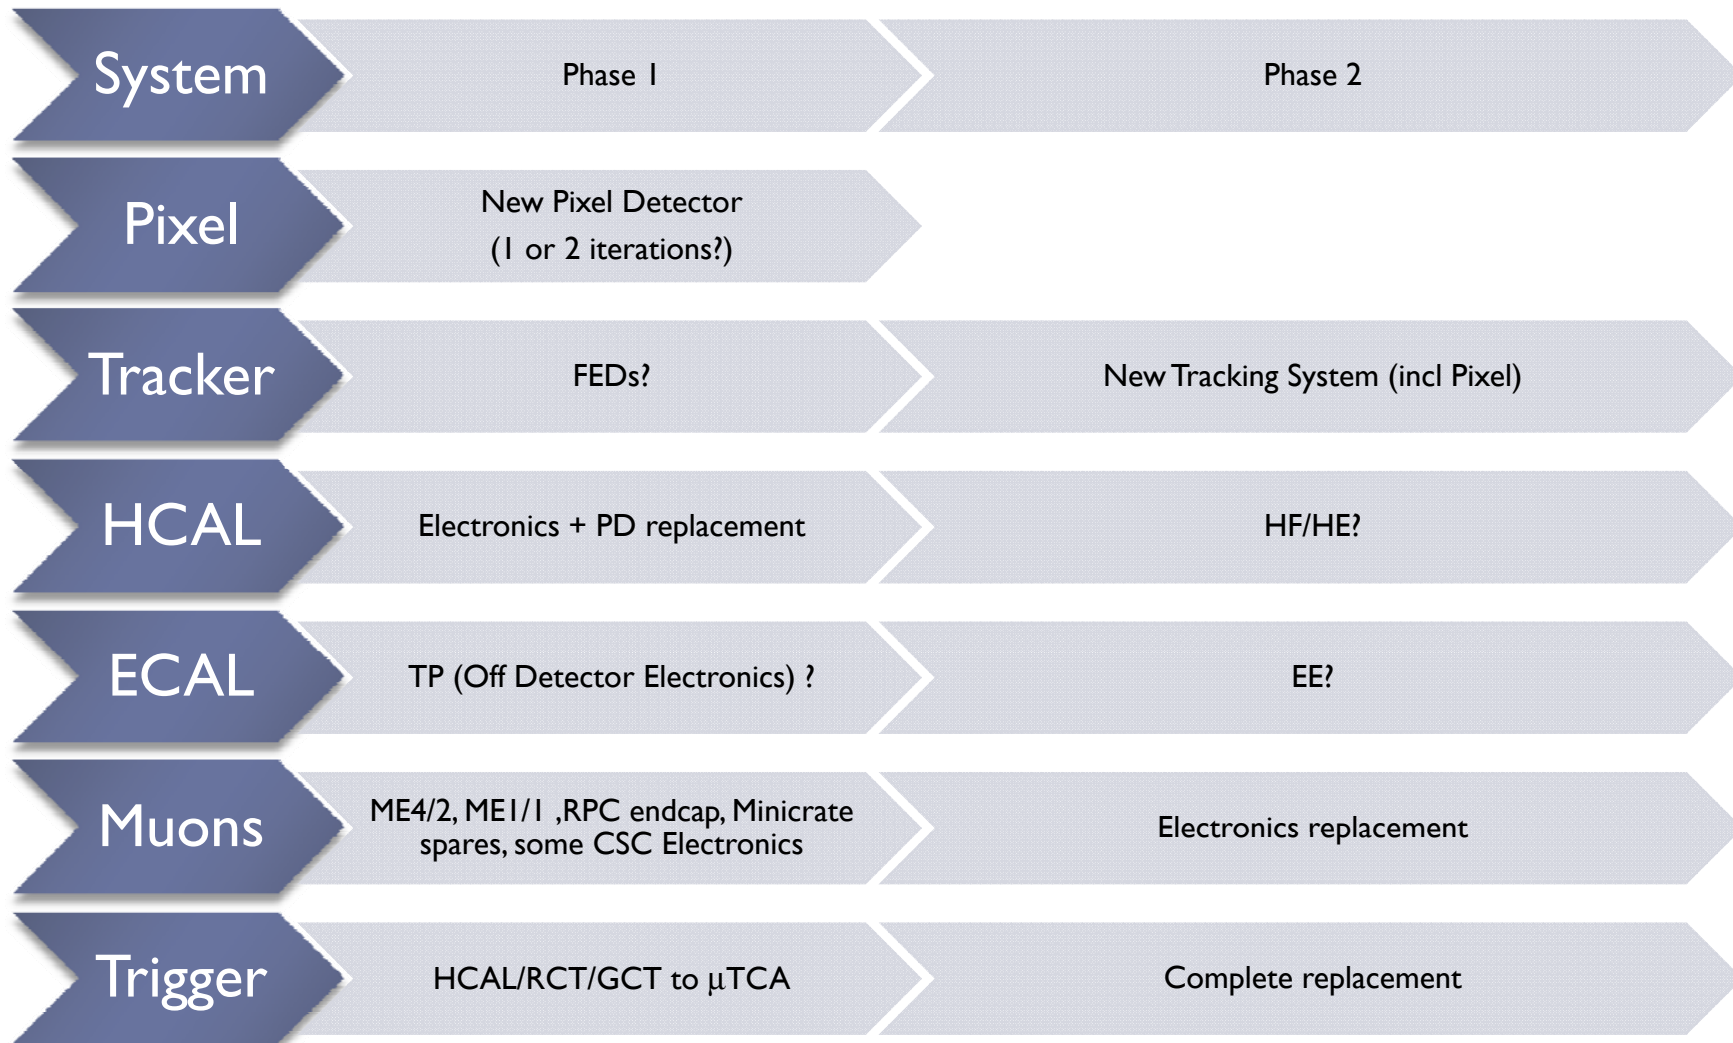 System
Phase 1
Phase 2
Pixel
New Pixel Detector
(1 or 2 iterations?)
Tracker
FEDs?
New Tracking System (incl Pixel)
HCAL
Electronics + PD replacement
HF/HE?
ECAL
TP (Off Detector Electronics) ?
EE?
Muons
ME4/2, ME1/1 ,RPC endcap, Minicrate
spares, some CSC Electronics
Electronics replacement
Trigger
HCAL/RCT/GCT to μTCA
Complete replacement